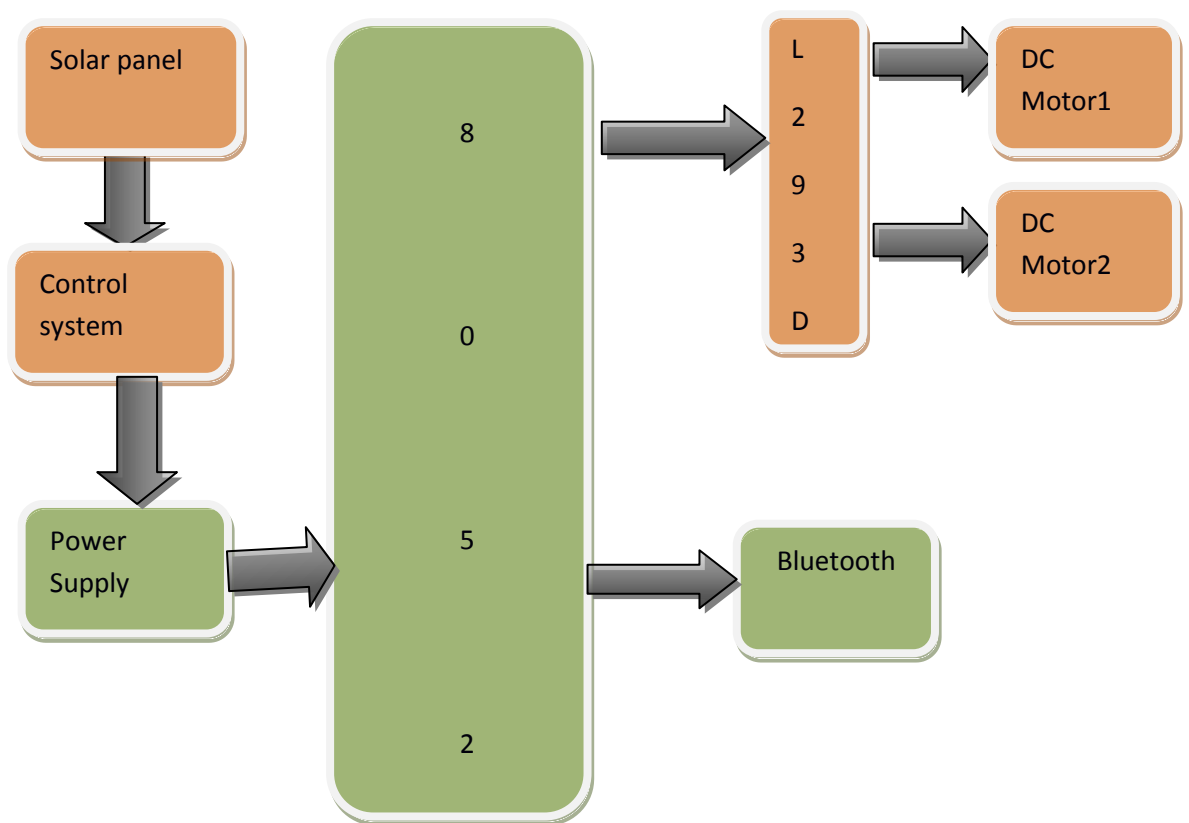 Solar panel
Control
system
Power
Supply
8
0
5
2
L
2
9
3
D
DC
Motor1
DC
Motor2
Bluetooth